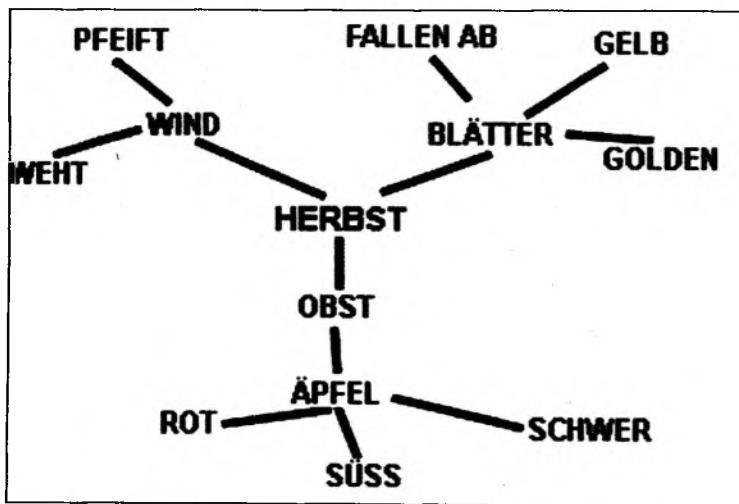 PFEIFT
FALLEN AB
GELB
WIND
BLÄTTER
WEHT
GOLDEN
HERBST
OBST
ÄPFEL
ROT
SCHWER
SÜSS